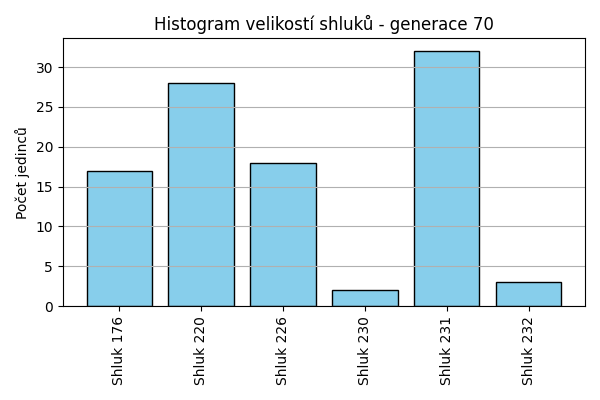 Histogram velikostí shluků - generace 70
Počet jedinců
30
25
20
15
10
5
0
Shluk 176
Shluk 220
Shluk 226
Shluk 230
Shluk 231
Shluk 232